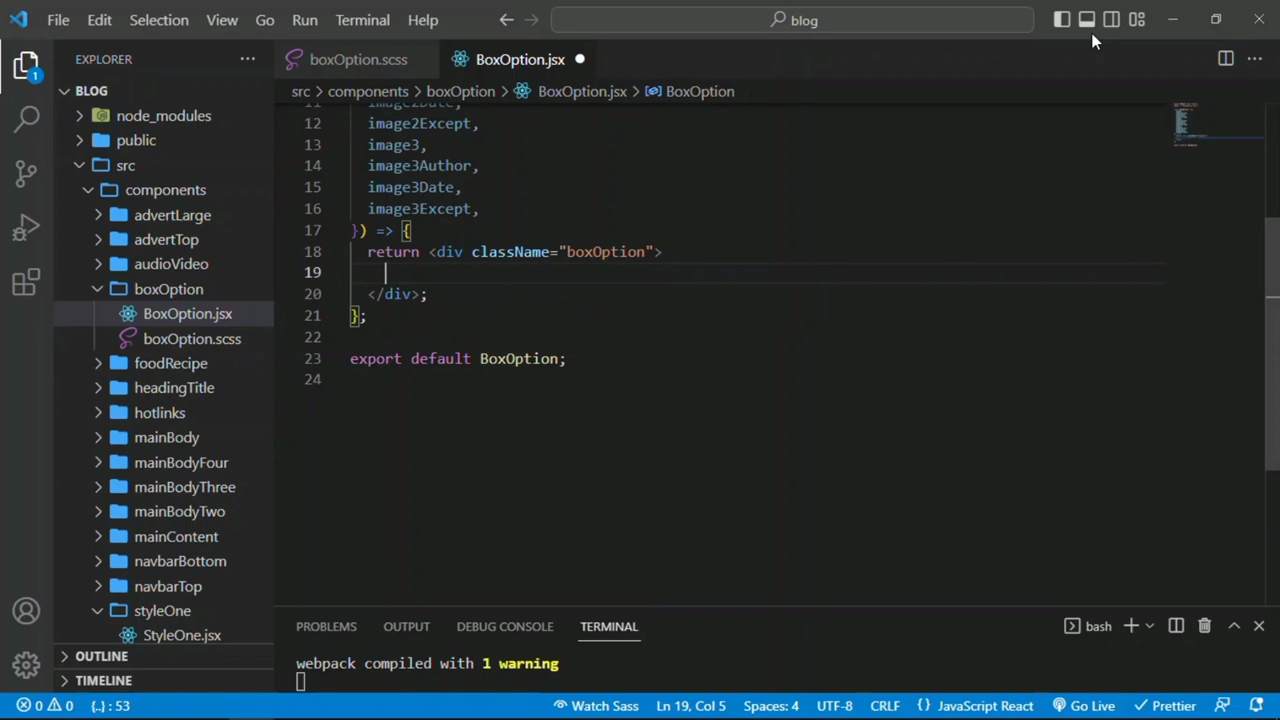 File Edit Selection View Go Run Terminal Help
blog
EXPLORER
boxOption.scss
BoxOption.jsx
src > components > boxOption > BoxOption.jsx > BoxOption
1
BLOG
node_modules
public
src
components
advertLarge
advertTop
audioVideo
boxOption
BoxOption.jsx
boxOption.scss
foodRecipe
headingTitle
hotlinks
mainBody
mainBodyFour
mainBodyThree
mainBodyTwo
mainContent
navbarBottom
navbarTop
styleOne
StyleOne.jsx
OUTLINE
TIMELINE
11 image2Date,
12 image2Except,
13 image3,
14 image3Author,
15 image3Date,
16 image3Except,
17 }) => {
18 return <div className="boxOption">
19
20 </div>;
21 };
22
23 export default BoxOption;
24
PROBLEMS OUTPUT DEBUG CONSOLE TERMINAL
bash
webpack compiled with 1 warning
0 0 {..} : 53
Watch Sass Ln 19, Col 5 Spaces: 4 UTF-8 CRLF {} JavaScript React Go Live Prettier